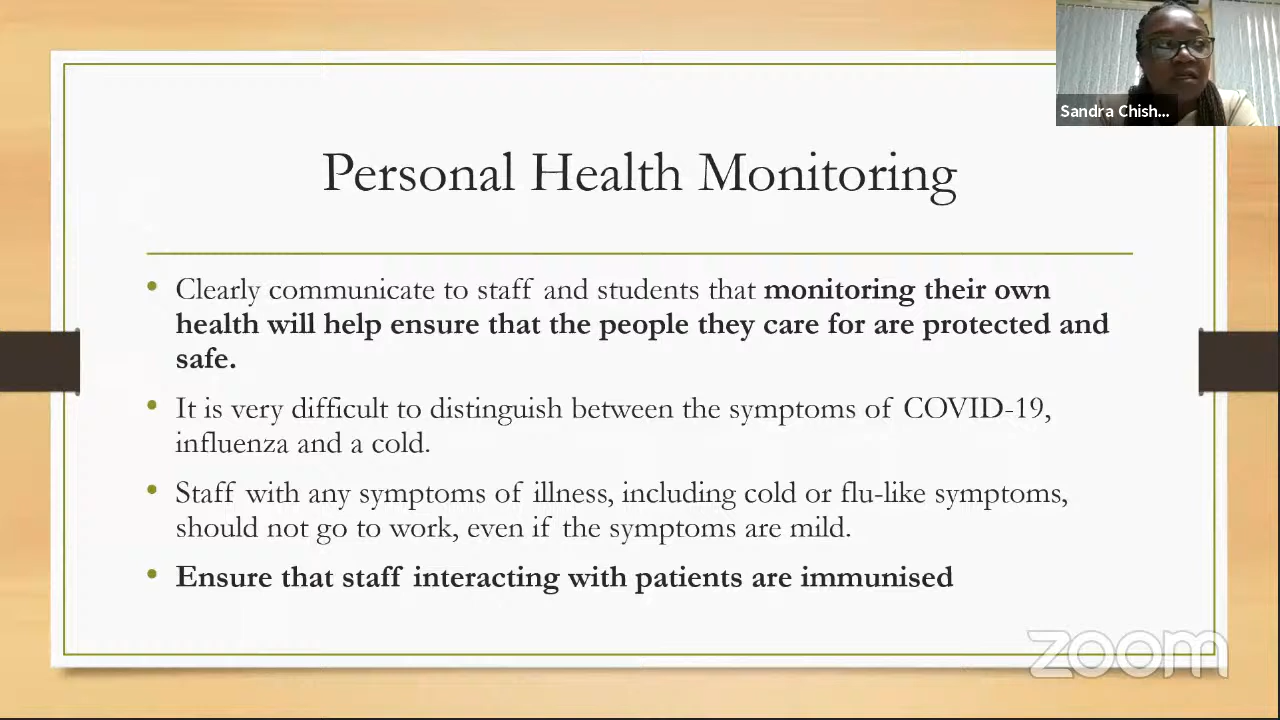 Sandra Chish...
Personal Health Monitoring
• Clearly communicate to staff and students that monitoring their own
health will help ensure that the people they care for are protected and
safe.
• It is very difficult to distinguish between the symptoms of COVID-19,
influenza and a cold.
• Staff with any symptoms of illness, including cold or flu-like symptoms,
should not go to work, even if the symptoms are mild.
• Ensure that staff interacting with patients are immunised
zoom